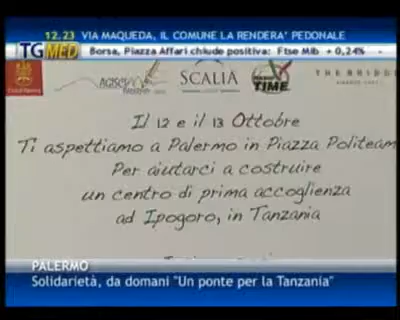 12.23 VIA MAQUEDA, IL COMUNE LA RENDERA' PEDONALE
TG MED
Borsa, Piazza Affari chiude positiva: Ftse Mib + 0,24% -
SCALIA
TIME
THE BRIDGE
Il 12 e il 13 Ottobre
Ti aspettiamo a Palermo in Piazza Politeam
Per aiutarci a costruire
un centro di prima accoglienza
ad Ipogoro, in Tanzania
PALERMO
Solidarietà, da domani "Un ponte per la Tanzania"